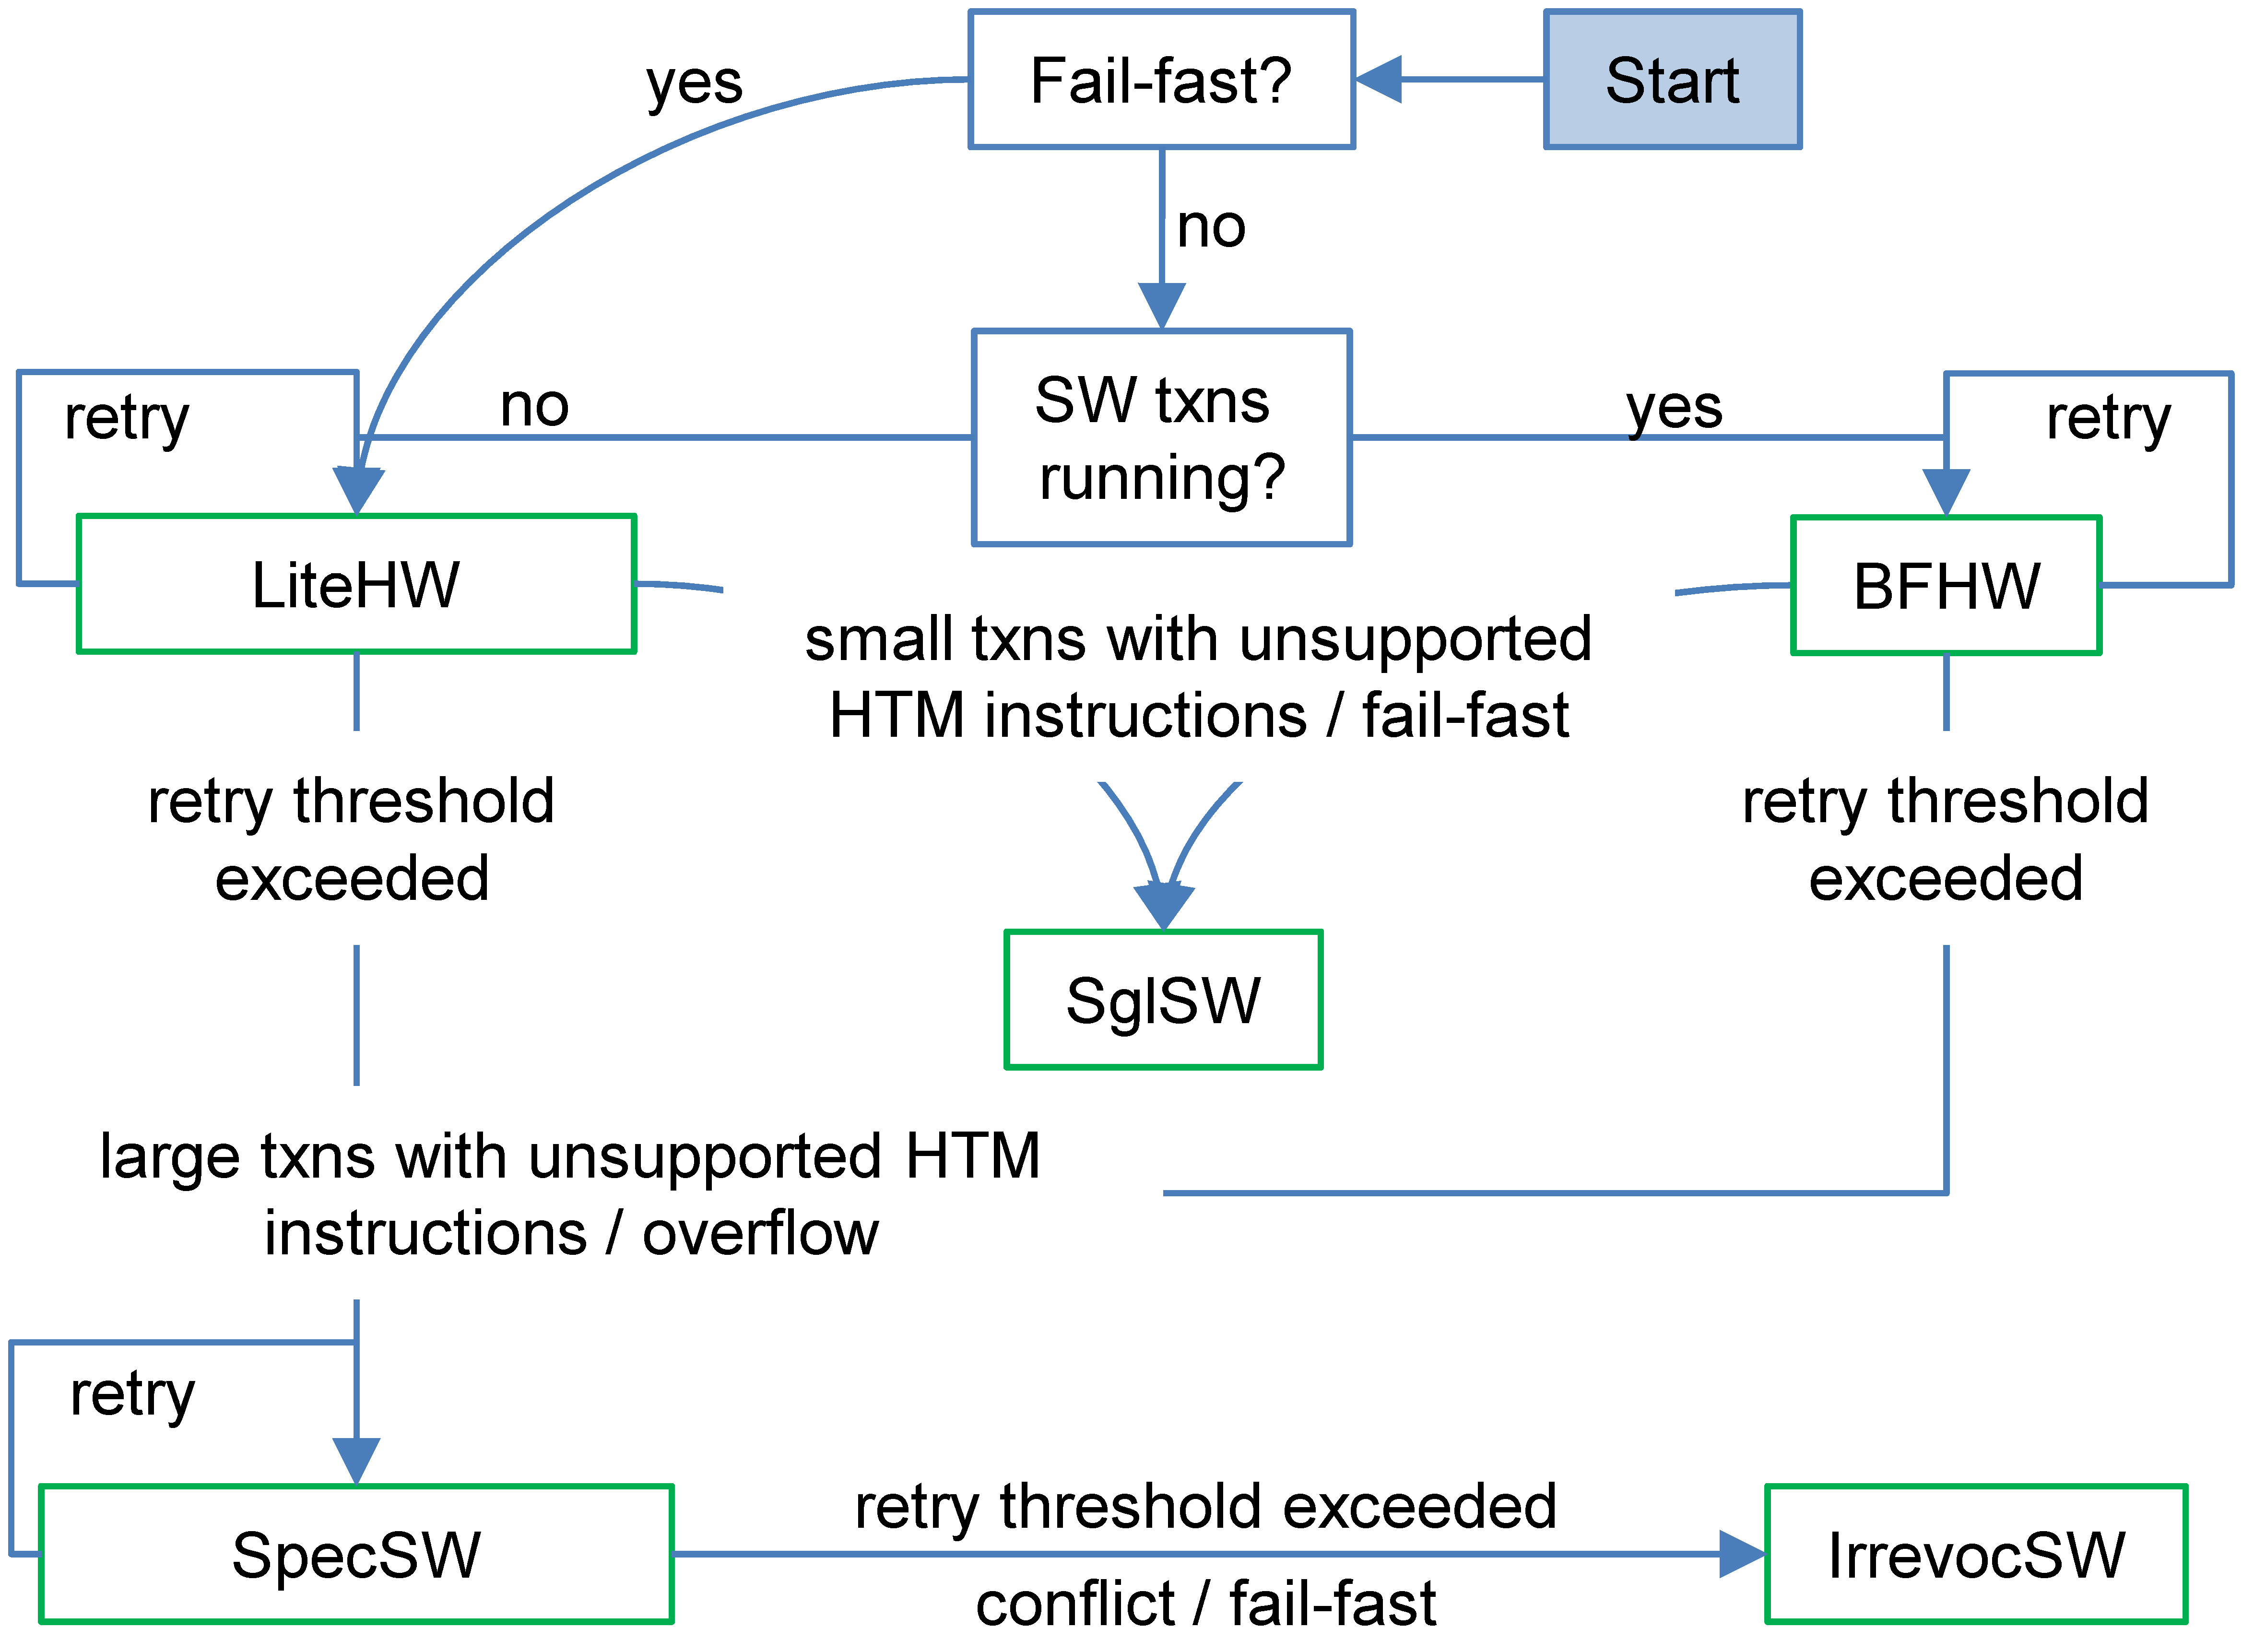 Fail-fast?
Start
yes
no
SW txns
running?
no
yes
retry
retry
LiteHW
BFHW
small txns with unsupported
HTM instructions / fail-fast
retry threshold
exceeded
retry threshold
exceeded
SglSW
large txns with unsupported HTM
instructions / overflow
retry
SpecSW
retry threshold exceeded
conflict / fail-fast
IrrevocSW